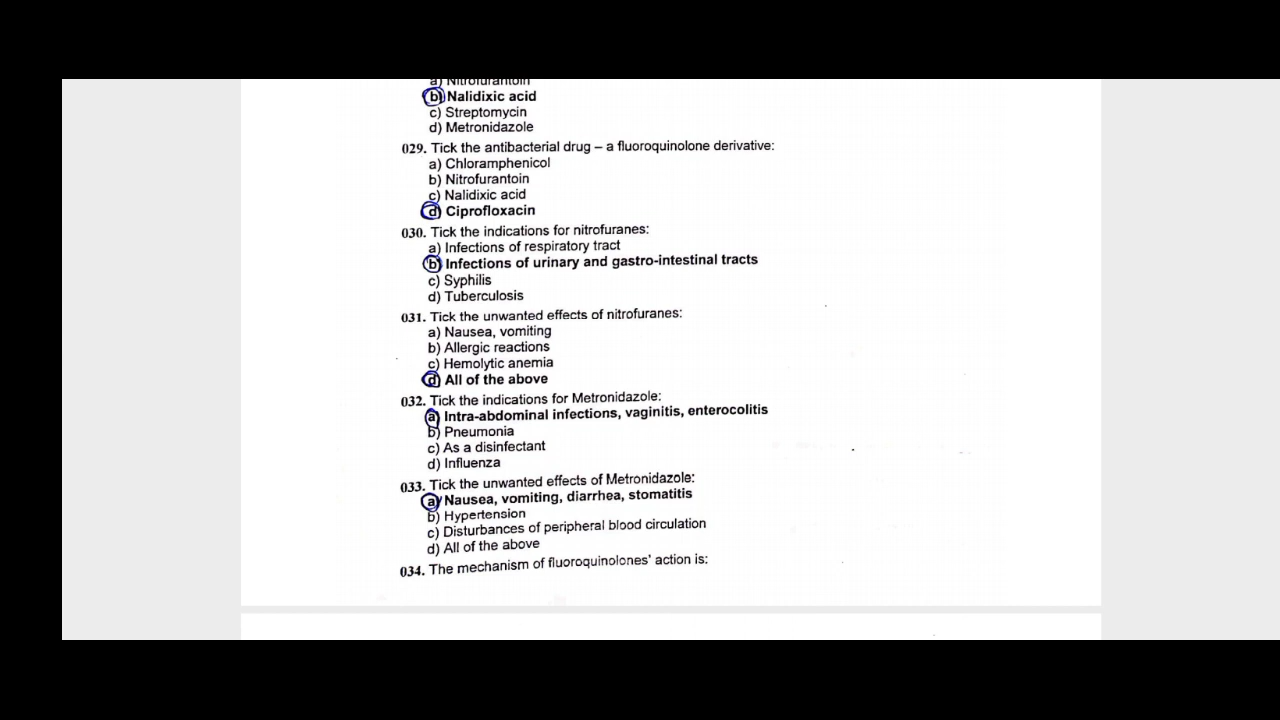 a) Nitrofurantoin
b) Nalidixic acid
c) Streptomycin
d) Metronidazole
029. Tick the antibacterial drug – a fluoroquinolone derivative:
a) Chloramphenicol
b) Nitrofurantoin
c) Nalidixic acid
d) Ciprofloxacin
030. Tick the indications for nitrofuranes:
a) Infections of respiratory tract
b) Infections of urinary and gastro-intestinal tracts
c) Syphilis
d) Tuberculosis
031. Tick the unwanted effects of nitrofuranes:
a) Nausea, vomiting
b) Allergic reactions
c) Hemolytic anemia
d) All of the above
032. Tick the indications for Metronidazole:
a) Intra-abdominal infections, vaginitis, enterocolitis
b) Pneumonia
c) As a disinfectant
d) Influenza
033. Tick the unwanted effects of Metronidazole:
a) Nausea, vomiting, diarrhea, stomatitis
b) Hypertension
c) Disturbances of peripheral blood circulation
d) All of the above
034. The mechanism of fluoroquinolones' action is: